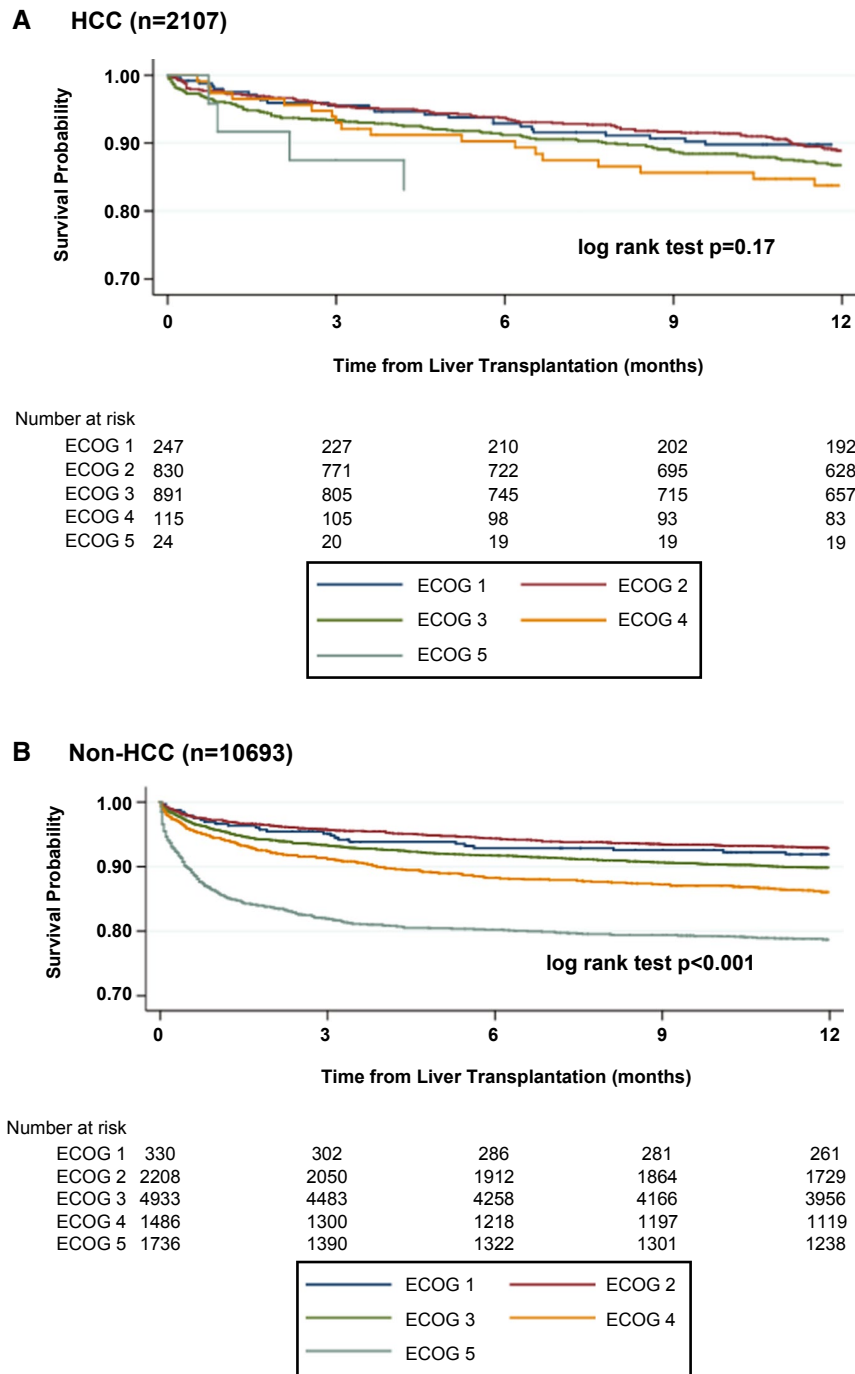 A HCC (n=2107)
Survival Probability
1.00
0.90
0.80
0.70
log rank test p=0.17
0 3 6 9 12
Time from Liver Transplantation (months)
Number at risk
ECOG 1 247 227 210 202 192
ECOG 2 830 771 722 695 628
ECOG 3 891 805 745 715 657
ECOG 4 115 105 98 93 83
ECOG 5 24 20 19 19 19
ECOG 1 ECOG 2
ECOG 3 ECOG 4
ECOG 5
B Non-HCC (n=10693)
Survival Probability
1.00
0.90
0.80
0.70
log rank test p<0.001
0 3 6 9 12
Time from Liver Transplantation (months)
Number at risk
ECOG 1 330 302 286 281 261
ECOG 2 2208 2050 1912 1864 1729
ECOG 3 4933 4483 4258 4166 3956
ECOG 4 1486 1300 1218 1197 1119
ECOG 5 1736 1390 1322 1301 1238
ECOG 1 ECOG 2
ECOG 3 ECOG 4
ECOG 5